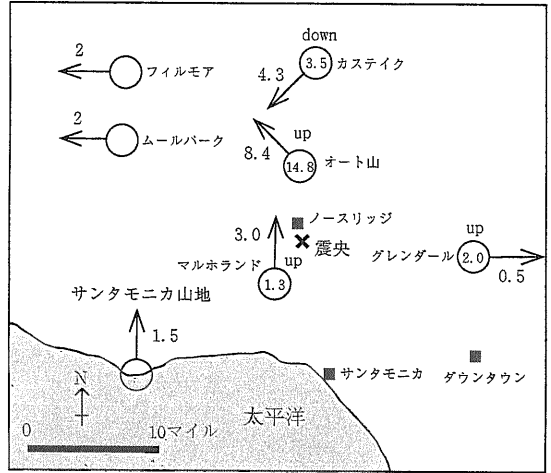 down
2
3.5 カステイク
フィルモア
4.3
2
up
ムールパーク
8.4
14.8 オート山
ノースリッジ
up
3.0
震央
マルホランド up
グレンダール 2.0
1.3
0.5
サンタモニカ山地
1.5
N
サンタモニカ
ダウンタウン
太平洋
0 10マイル